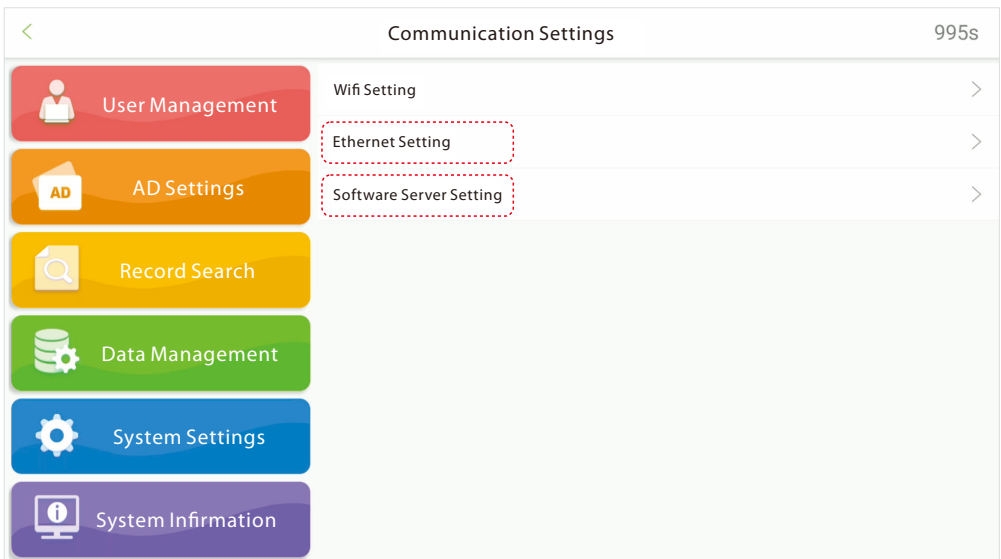 Communication Settings
995s
User Management
AD
AD Settings
Record Search
Data Management
System Settings
System Infirmation
Wifi Setting
Ethernet Setting
Software Server Setting